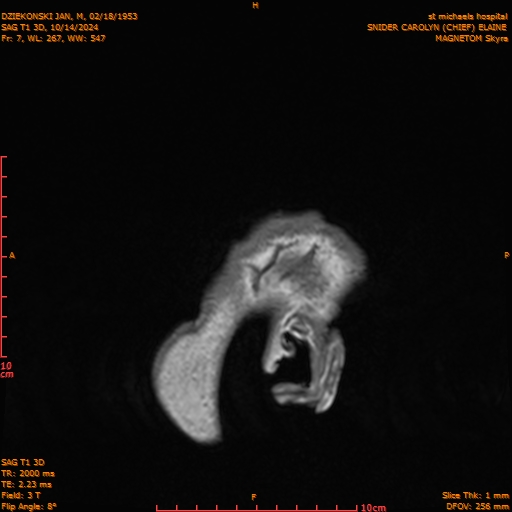 H
DZIEKONSKI JAN, M, 02/18/1953
SAG T1 3D, 10/14/2024
Fr: 7, WL: 267, WW: 547
st michaels hospital
SNIDER CAROLYN (CHIEF) ELAINE
MAGNETOM Skyra
A
P
10
cm
SAG T1 3D
TR: 2000 ms
TE: 2.23 ms
Field: 3 T
Flip Angle: 8°
F
10cm
Slice Thk: 1 mm
DFOV: 256 mm